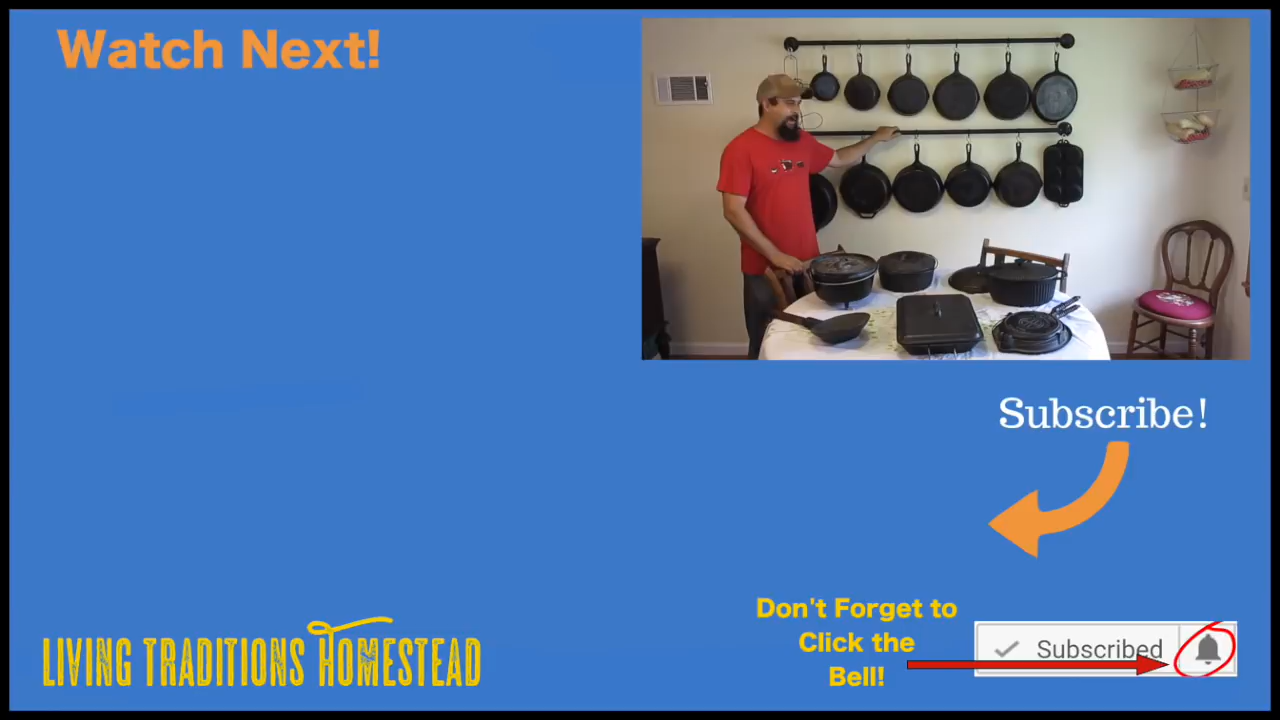 Watch Next!
Subscribe!
Don't Forget to
Click the
Bell!
Subscribed
LIVING TRADITIONS HOMESTEAD